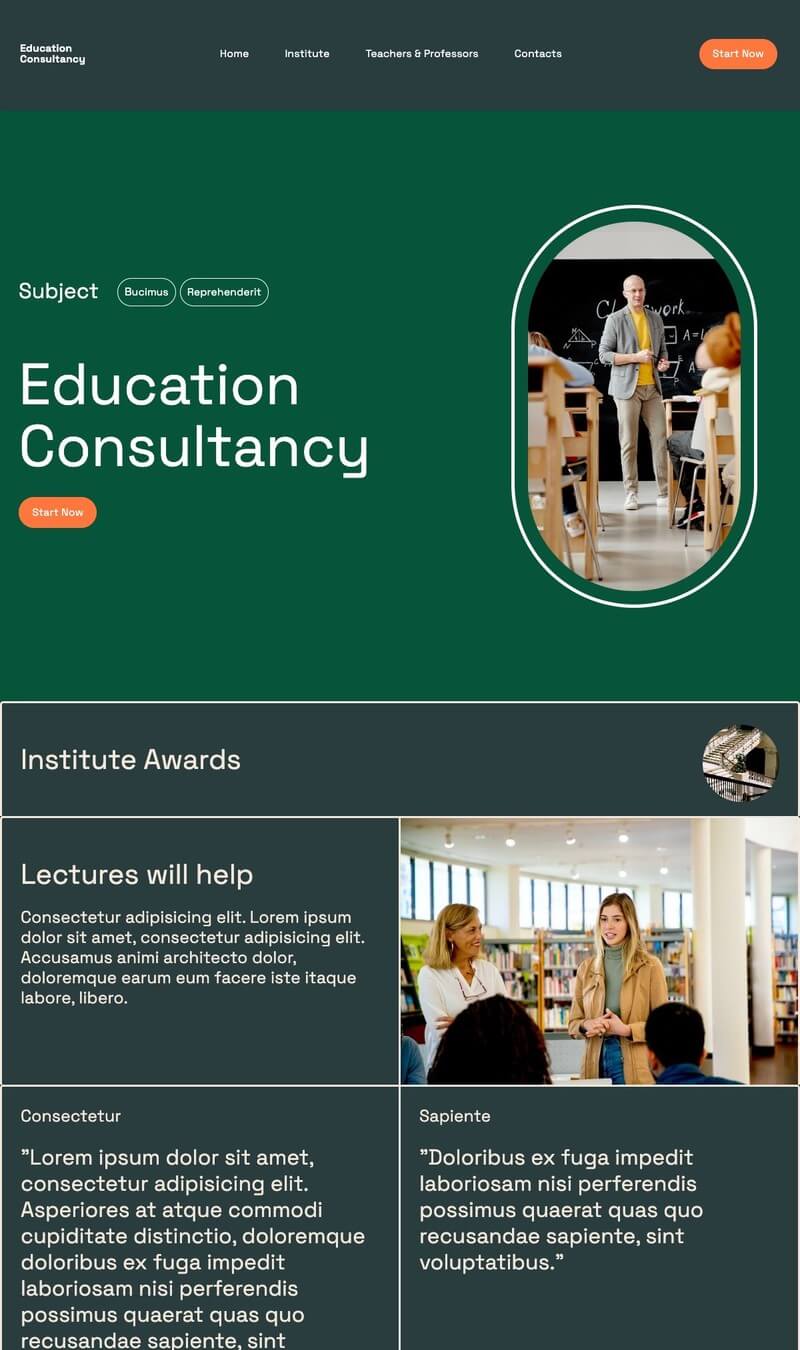 Education
Consultancy
Home
Institute
Teachers & Professors
Contacts
Start Now
Subject
Bucimus
Reprehenderit
Education
Consultancy
Start Now
Institute Awards
Lectures will help
Consectetur adipisicing elit. Lorem ipsum
dolor sit amet, consectetur adipisicing elit.
Accusamus animi architecto dolor,
doloremque earum eum facere iste itaque
labore, libero.
Consectetur
"Lorem ipsum dolor sit amet,
consectetur adipisicing elit.
Asperiores at atque commodi
cupiditate distinctio, doloremque
doloribus ex fuga impedit
laboriosam nisi perferendis
possimus quaerat quas quo
recusandae sapiente, sint
Sapiente
"Doloribus ex fuga impedit
laboriosam nisi perferendis
possimus quaerat quas quo
recusandae sapiente, sint
voluptatibus."